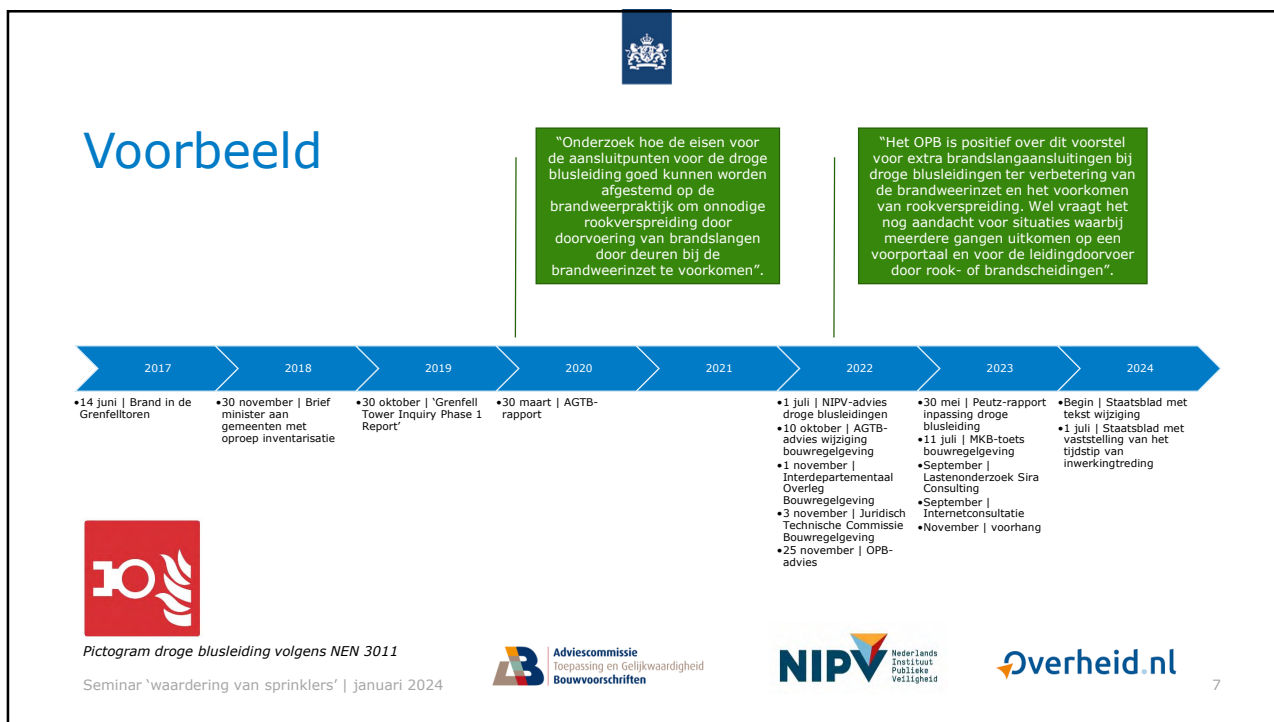 Voorbeeld
“Onderzoek hoe de eisen voor
de aansluitpunten voor de droge
blusleiding goed kunnen worden
afgestemd op de
brandweerpraktijk om onnodige
rookverspreiding door
doorvoering van brandslangen
door deuren bij de
brandweerinzet te voorkomen”.
“Het OPB is positief over dit voorstel
voor extra brandslangaansluitingen bij
droge blusleidingen ter verbetering van
de brandweerinzet en het voorkomen
van rookverspreiding. Wel vraagt het
nog aandacht voor situaties waarbij
meerdere gangen uitkomen op een
voorportaal en voor de leidingdoorvoer
door rook- of brandscheidingen”.
2017
2018
2019
2020
2021
2022
2023
2024
•14 juni | Brand in de
Grenfelltoren
•30 november | Brief
minister aan
gemeenten met
oproep inventarisatie
•30 oktober | ‘Grenfell
Tower Inquiry Phase 1
Report’
•30 maart | AGTB-
rapport
•1 juli | NIPV-advies
droge blusleidingen
•10 oktober | AGTB-
advies wijziging
bouwregelgeving
•1 november |
Interdepartementaal
Overleg
Bouwregelgeving
•3 november | Juridisch
Technische Commissie
Bouwregelgeving
•25 november | OPB-
advies
•30 mei | Peutz-rapport
inpassing droge
blusleiding
•11 juli | MKB-toets
bouwregelgeving
•September |
Lastenonderzoek Sira
Consulting
•September |
Internetconsultatie
•November | voorhang
•Begin | Staatsblad met
tekst wijziging
•1 juli | Staatsblad met
vaststelling van het
tijdstip van
inwerkingtreding
Pictogram droge blusleiding volgens NEN 3011
Adviescommissie
Toepassing en Gelijkwaardigheid
Bouwvoorschriften
NIPV
Nederlands
Instituut
Publieke
Veiligheid
Overheid.nl
Seminar ‘waardering van sprinklers’ | januari 2024
7